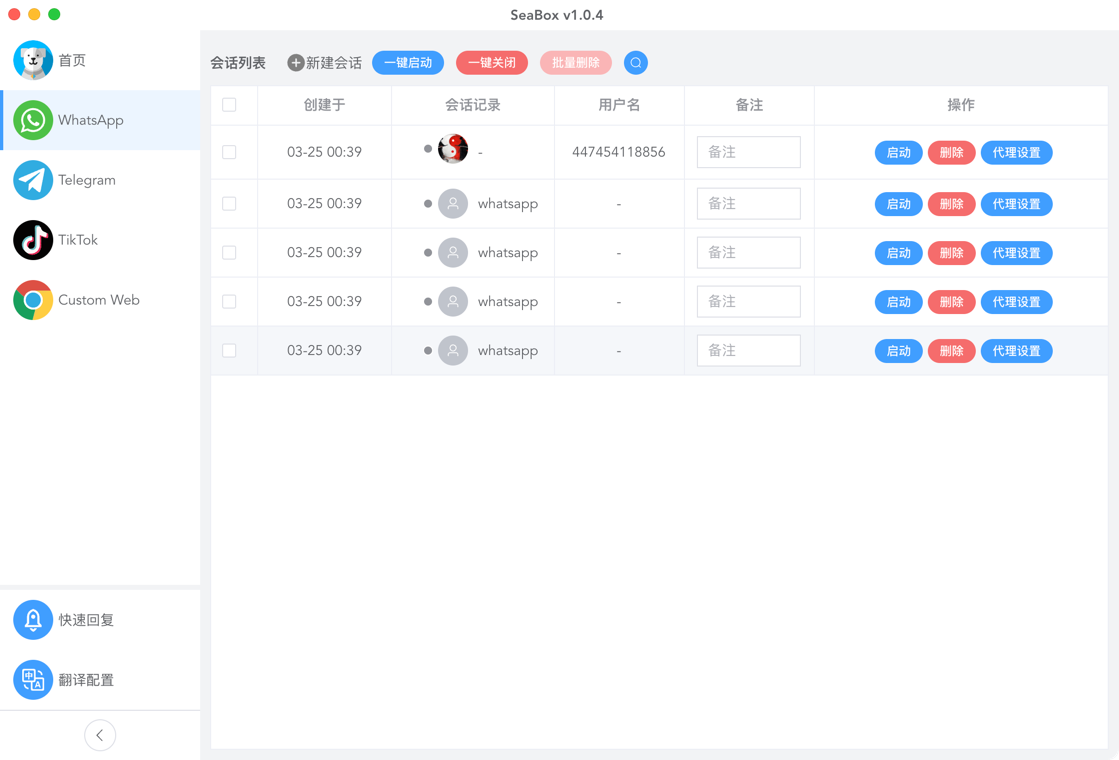 SeaBox v1.0.4
首页
WhatsApp
Telegram
TikTok
Custom Web
快速回复
翻译配置
会话列表 新建会话 一键启动 一键关闭 批量删除
创建于 会话记录 用户名 备注 操作
03-25 00:39 - 447454118856 备注 启动 删除 代理设置
03-25 00:39 whatsapp - 备注 启动 删除 代理设置
03-25 00:39 whatsapp - 备注 启动 删除 代理设置
03-25 00:39 whatsapp - 备注 启动 删除 代理设置
03-25 00:39 whatsapp - 备注 启动 删除 代理设置